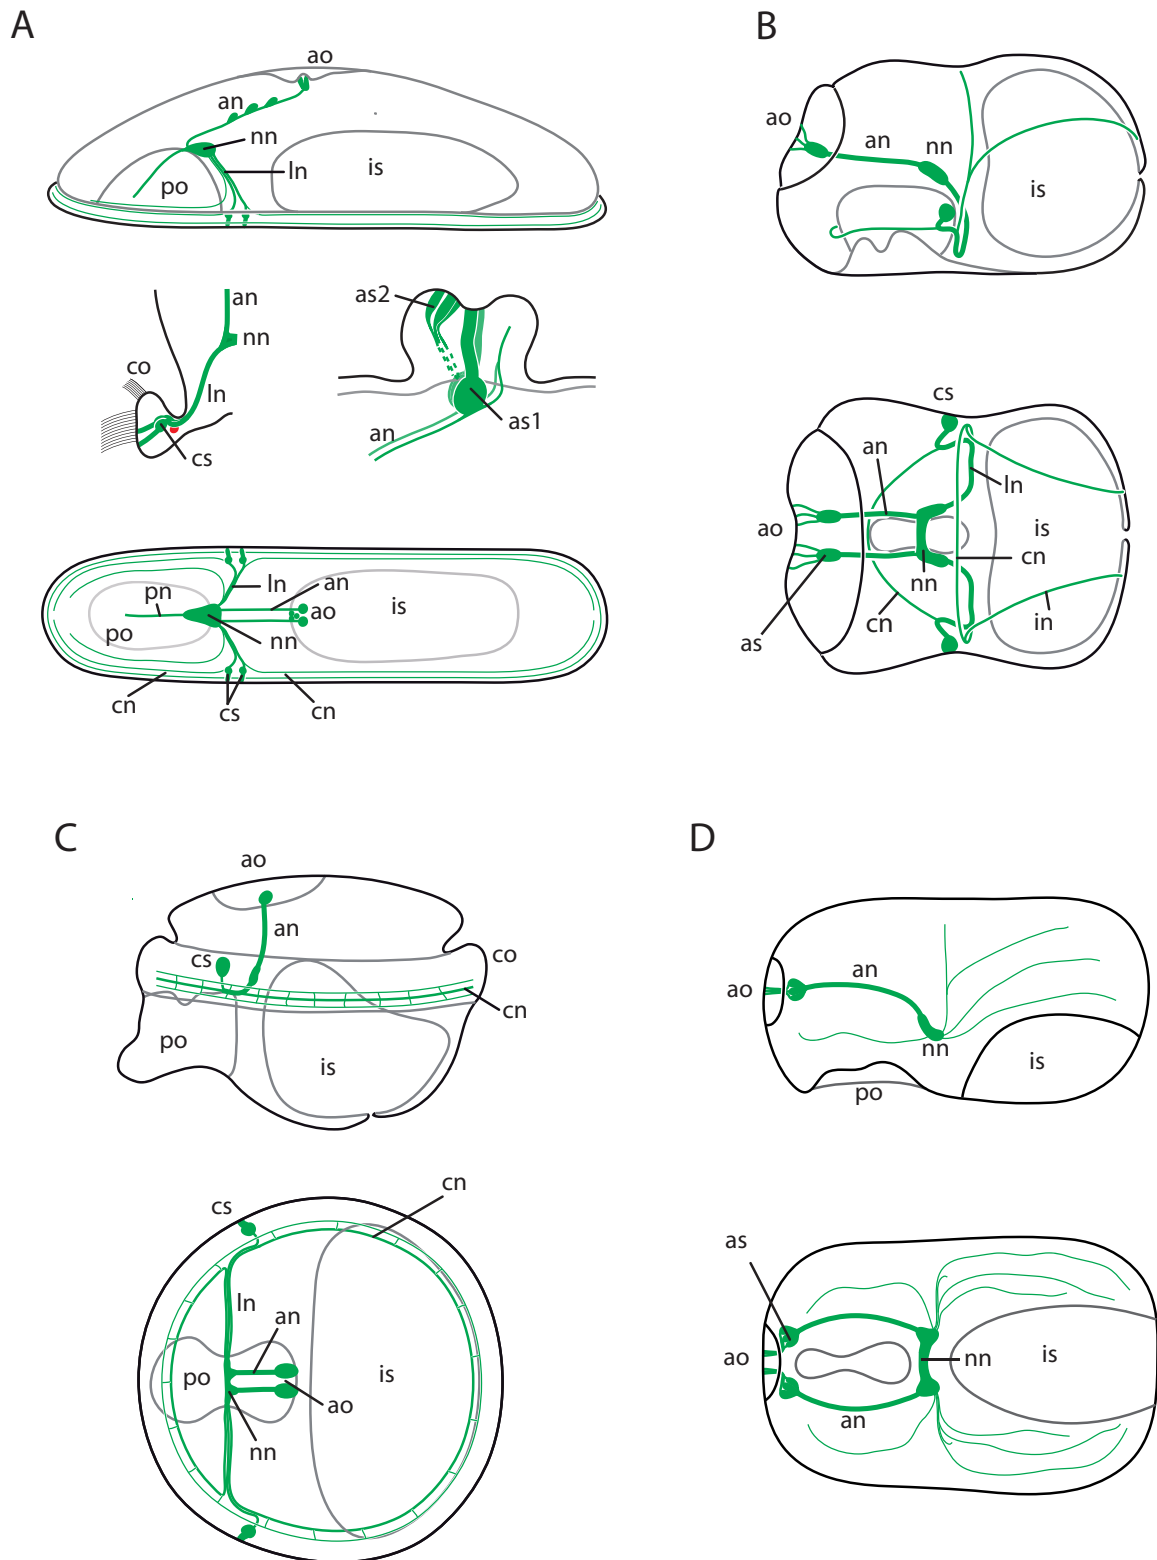 A
ao
an
nn
ln
is
po
an
nn
co
ln
cs
as2
as1
an
pn
ln
an
ao
is
po
nn
cn
cs
cn
B
ao
an
nn
is
cs
an
ln
ao
is
nn
cn
as
cn
in
C
ao
an
cs
co
cn
po
is
cn
cs
ln
an
po
is
ao
nn
D
an
ao
nn
is
po
as
ao
nn
is
an